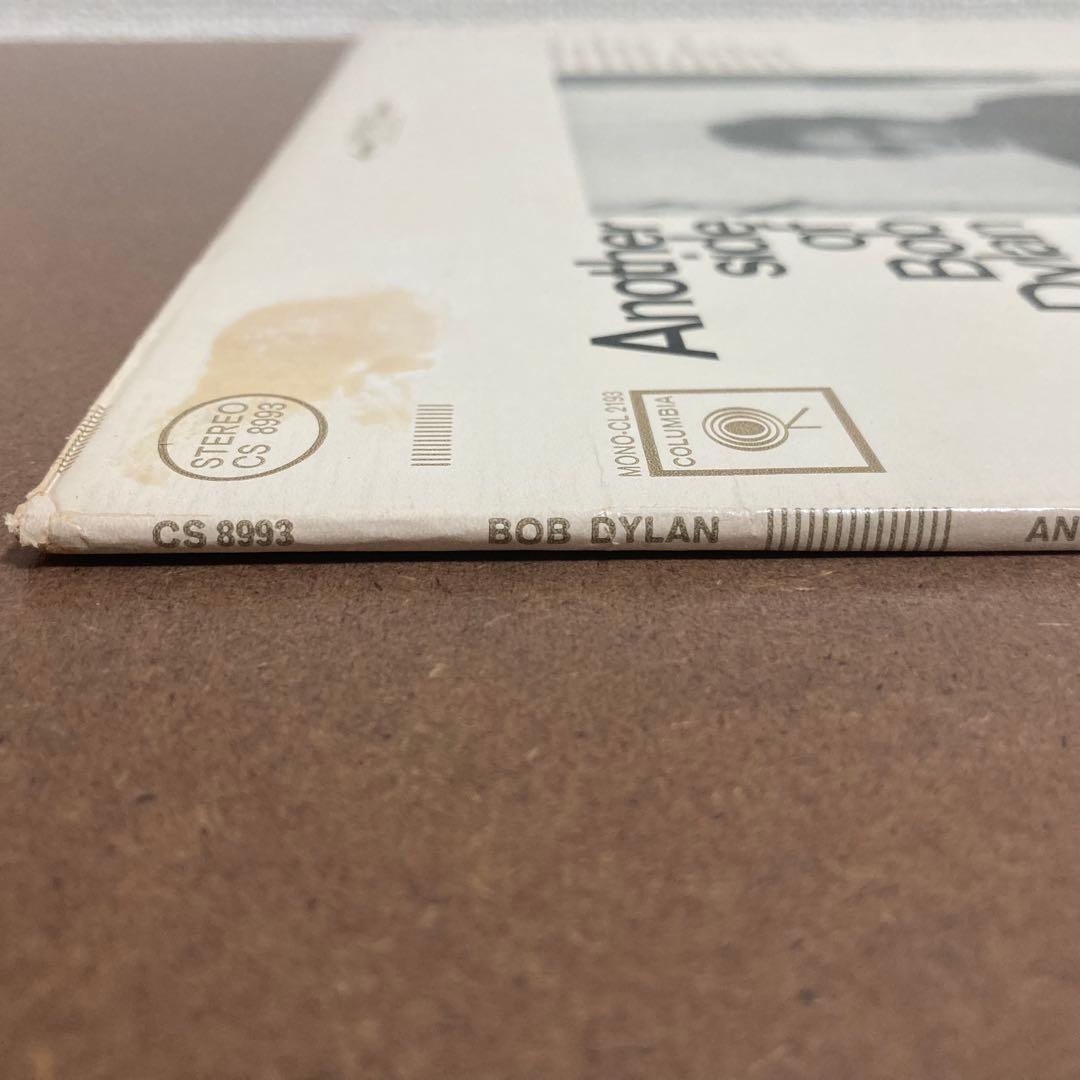 Another
side
of
Bob
Dylan
STEREO
CS 8993
MONO-CL 2193
COLUMBIA
CS 8993 BOB DYLAN AN